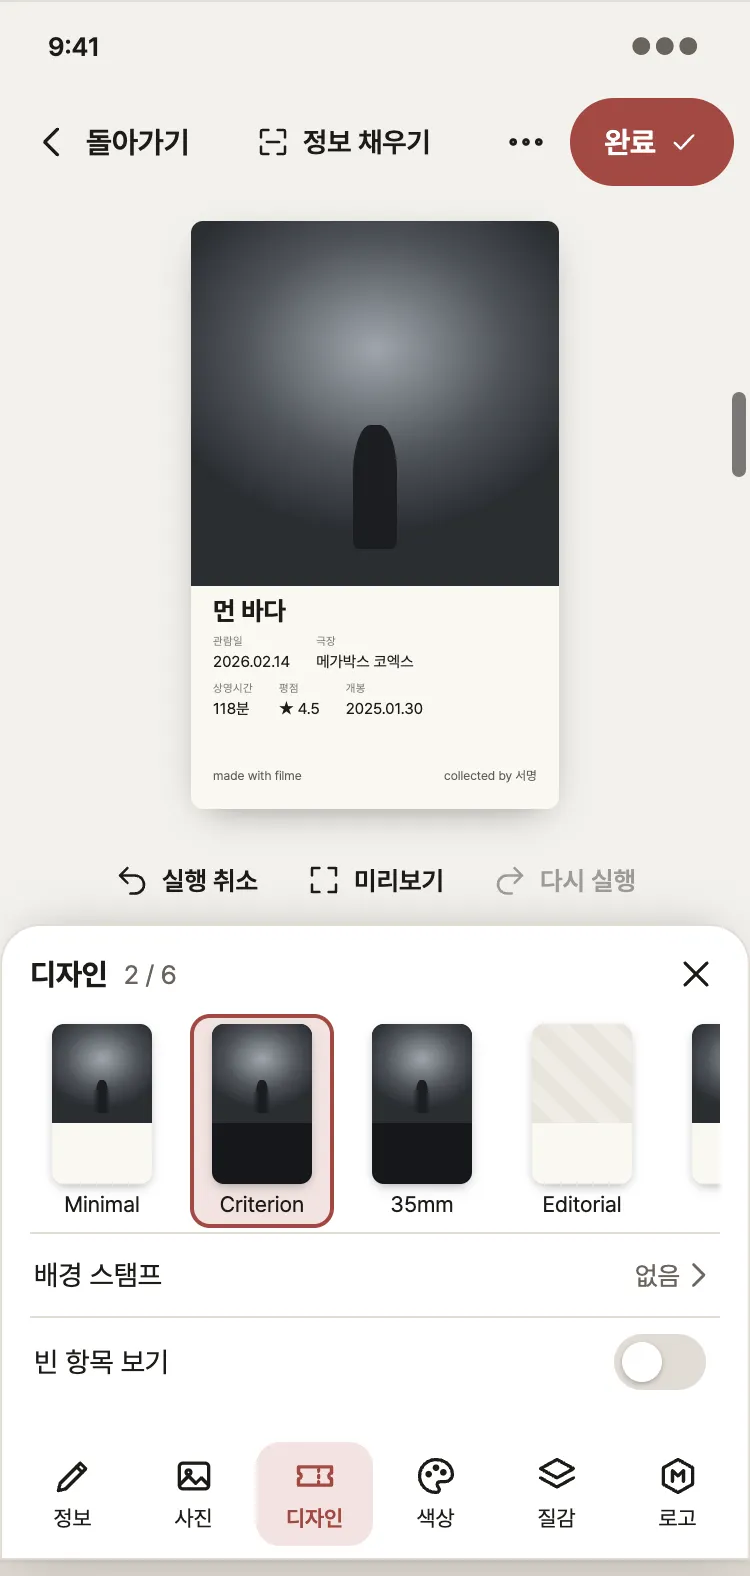 9:41
돌아가기
정보 채우기
완료
먼 바다
관람일 극장
2026.02.14 메가박스 코엑스
상영시간 평점 개봉
118분 ★ 4.5 2025.01.30
made with filme collected by 서명
실행 취소
미리보기
다시 실행
디자인 2 / 6
Minimal
Criterion
35mm
Editorial
배경 스탬프 없음
빈 항목 보기
정보
사진
디자인
색상
질감
로고